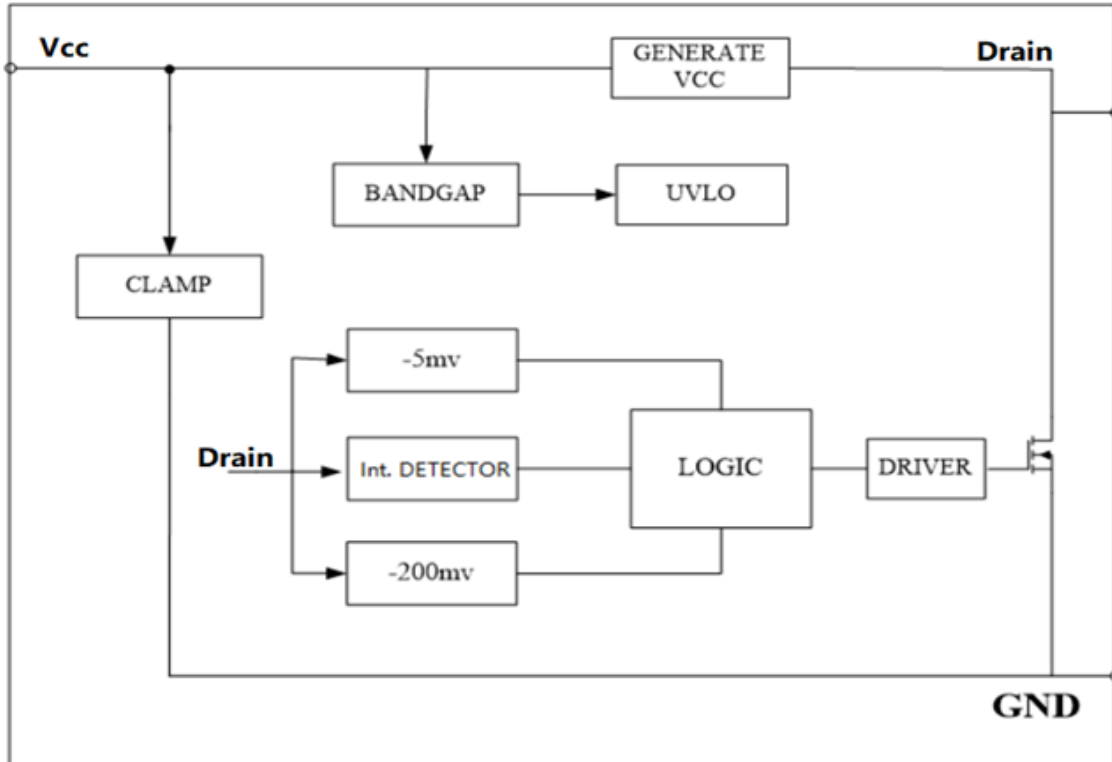 Vcc
GENERATE
VCC
Drain
BANDGAP
UVLO
CLAMP
-5mv
Drain
Int. DETECTOR
LOGIC
DRIVER
-200mv
GND